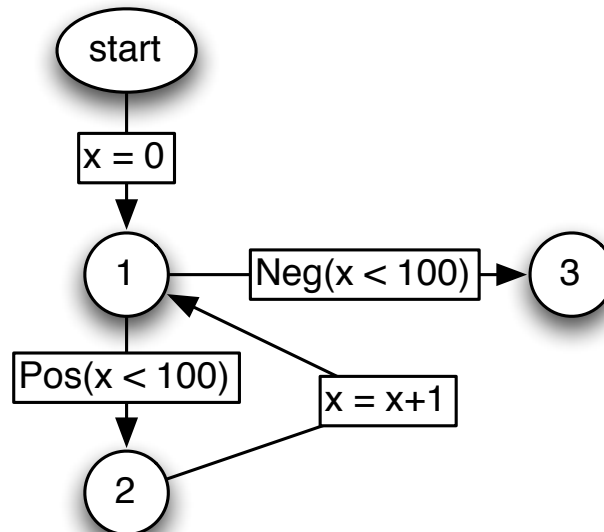 start
x = 0
1
Neg(x < 100)
3
Pos(x < 100)
x = x+1
2